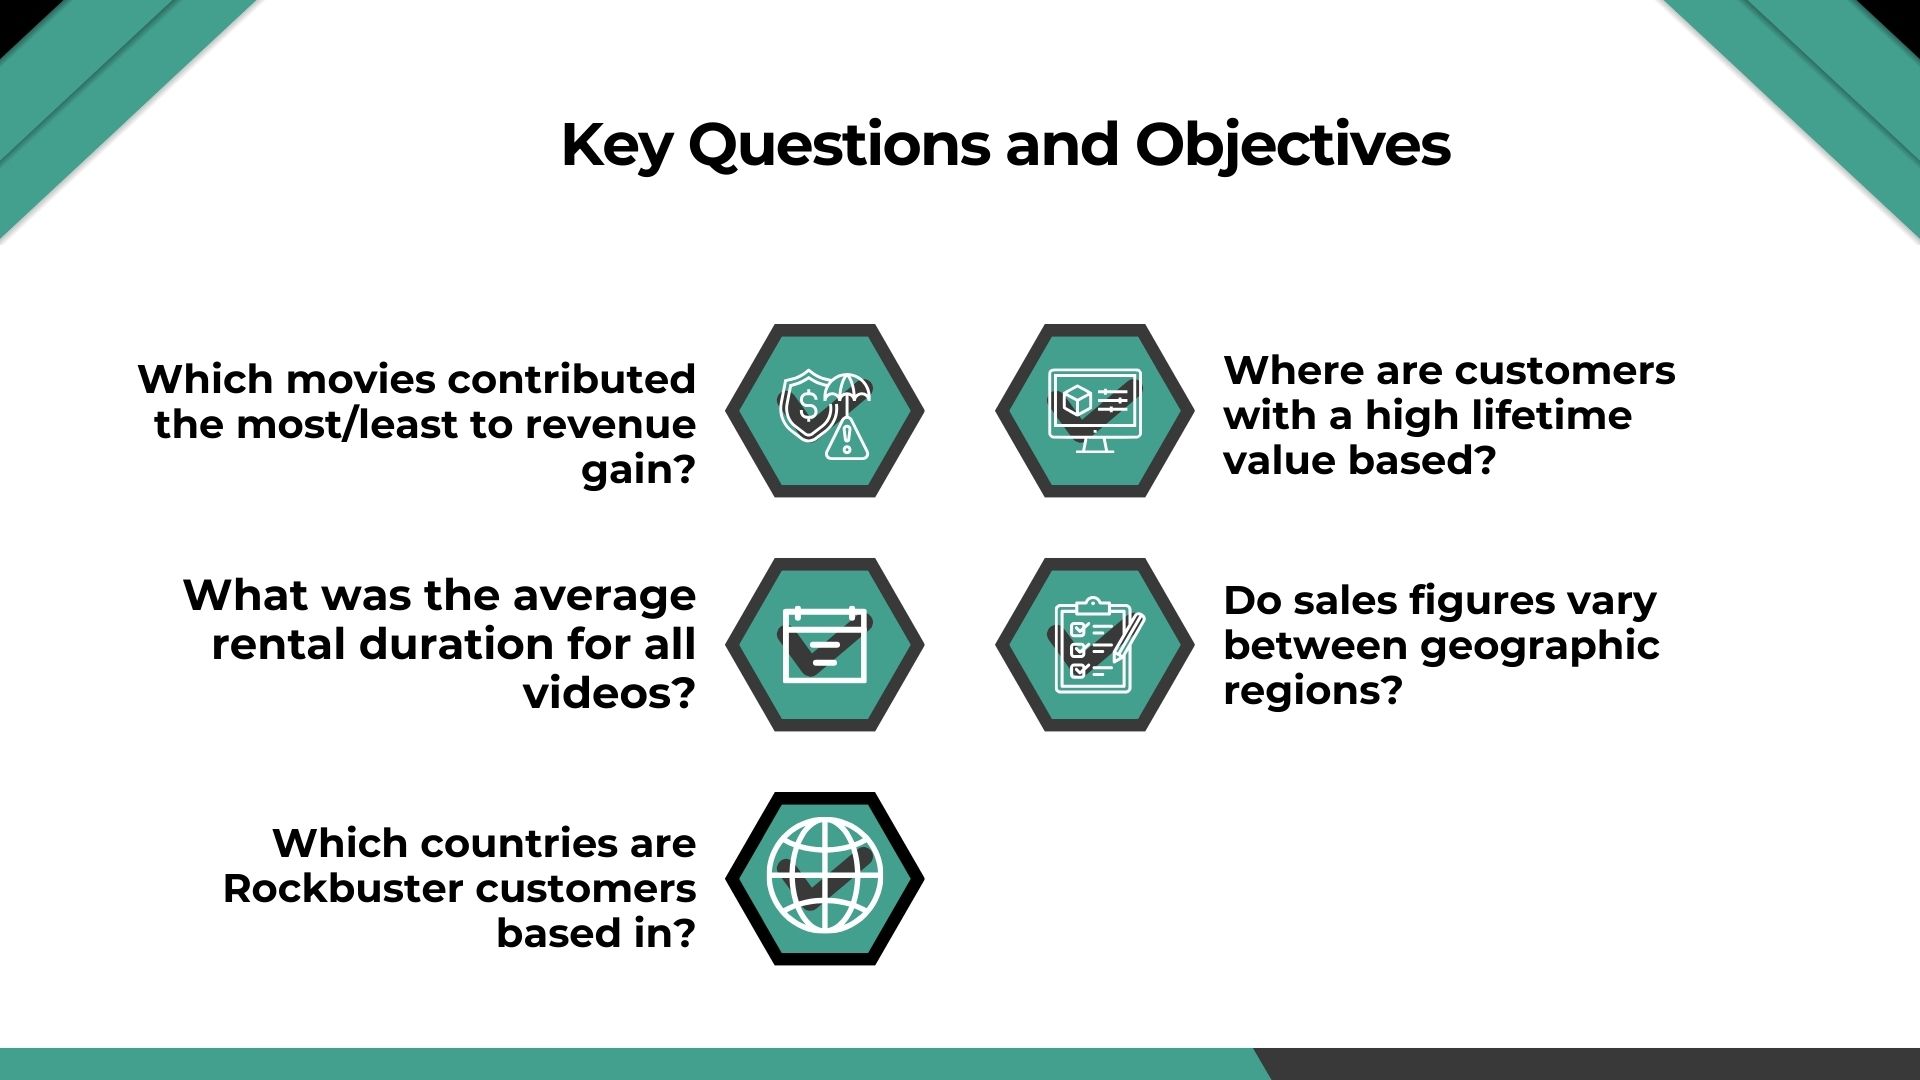 Key Questions and Objectives
Which movies contributed
the most/least to revenue
gain?
What was the average
rental duration for all
videos?
Which countries are
Rockbuster customers
based in?
Where are customers
with a high lifetime
value based?
Do sales figures vary
between geographic
regions?